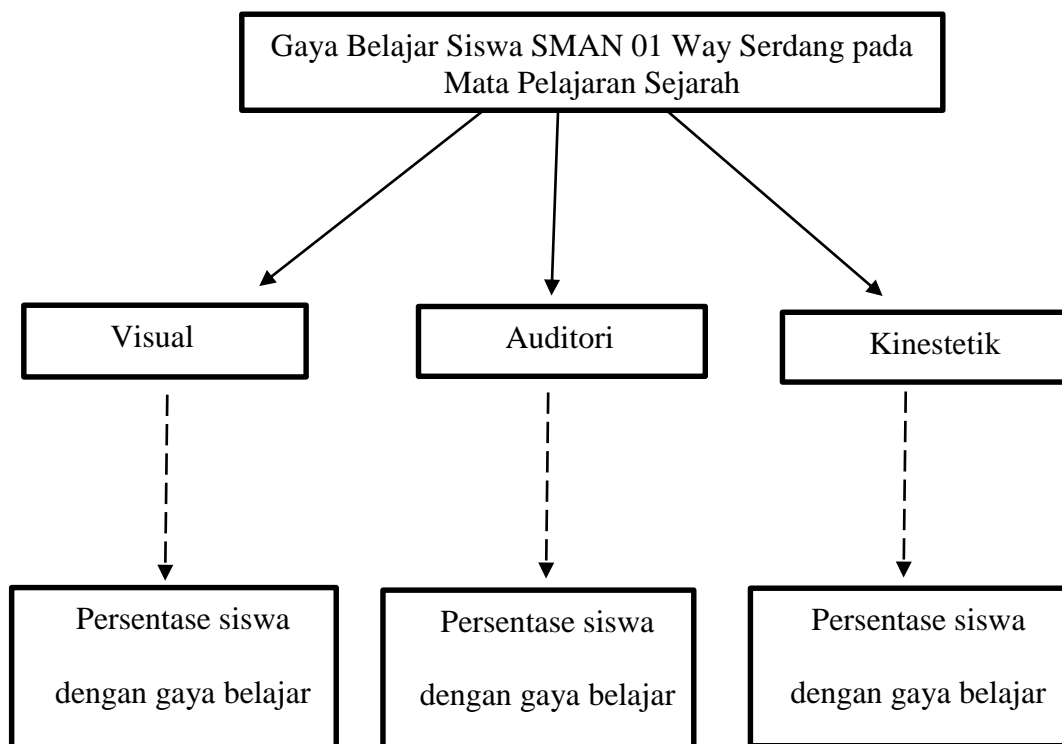 Gaya Belajar Siswa SMAN 01 Way Serdang pada
Mata Pelajaran Sejarah
Visual
Auditori
Kinestetik
Persentase siswa
dengan gaya belajar
Persentase siswa
dengan gaya belajar
Persentase siswa
dengan gaya belajar